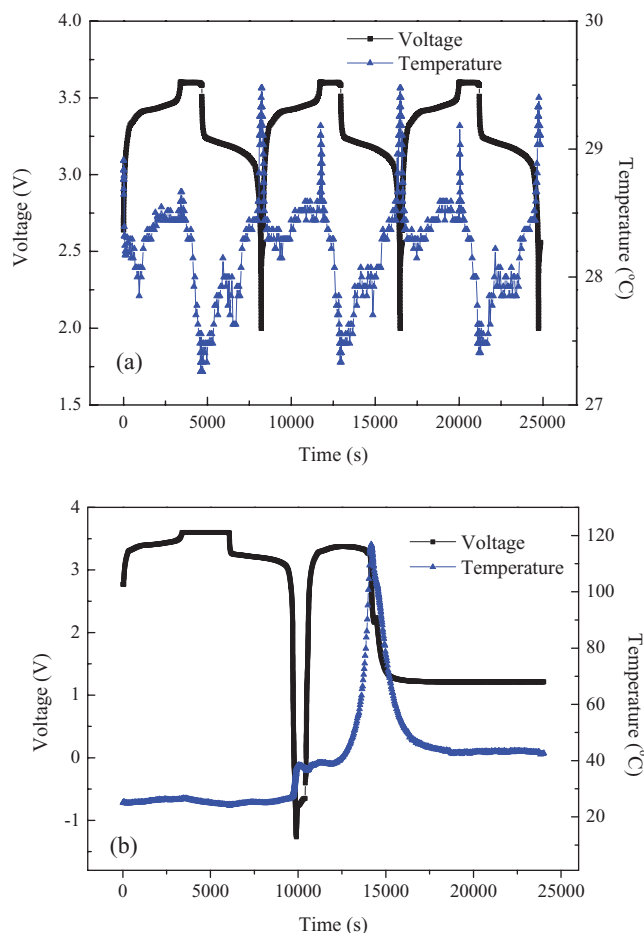 4.0
3.5
3.0
2.5
2.0
1.5
Voltage (V)
30
29
28
27
Temperature (°C)
Voltage
Temperature
(a)
0
5000
10000
15000
20000
25000
Time (s)
4
3
2
1
0
-1
Voltage (V)
120
100
80
60
40
20
Temperature (°C)
Voltage
Temperature
(b)
0
5000
10000
15000
20000
25000
Time (s)